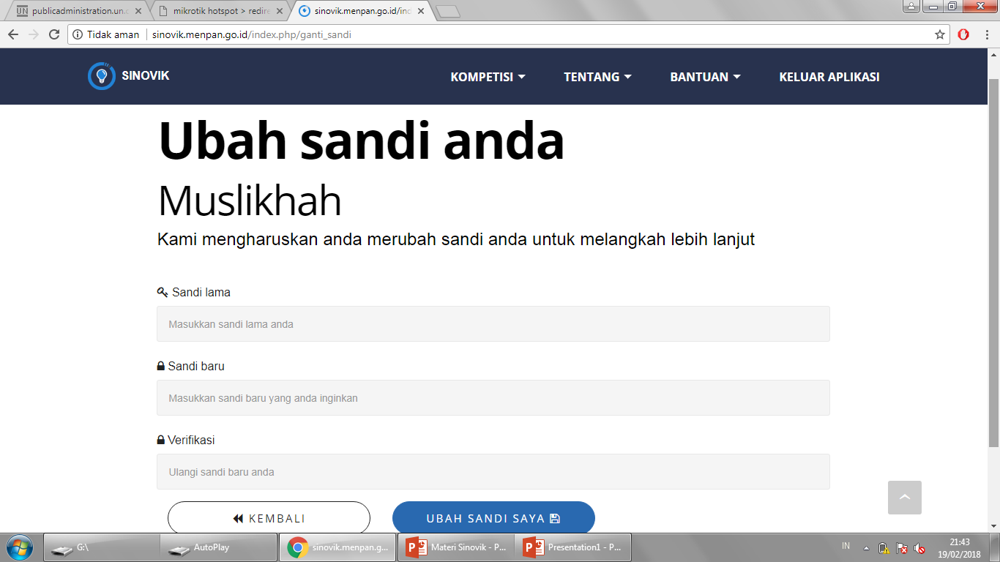 publicadministration.un.o
mikrotik hotspot > redire
sinovik.menpan.go.id/ind
Tidak aman
sinovik.menpan.go.id/index.php/ganti_sandi
SINOVIK
KOMPETISI
TENTANG
BANTUAN
KELUAR APLIKASI
Ubah sandi anda
Muslikhah
Kami mengharuskan anda merubah sandi anda untuk melangkah lebih lanjut
Sandi lama
Masukkan sandi lama anda
Sandi baru
Masukkan sandi baru yang anda inginkan
Verifikasi
Ulangi sandi baru anda
KEMBALI
UBAH SANDI SAYA
G:\
AutoPlay
sinovik.menpan.g...
Materi Sinovik - P...
Presentation1 - P...
IN
21:43
19/02/2018